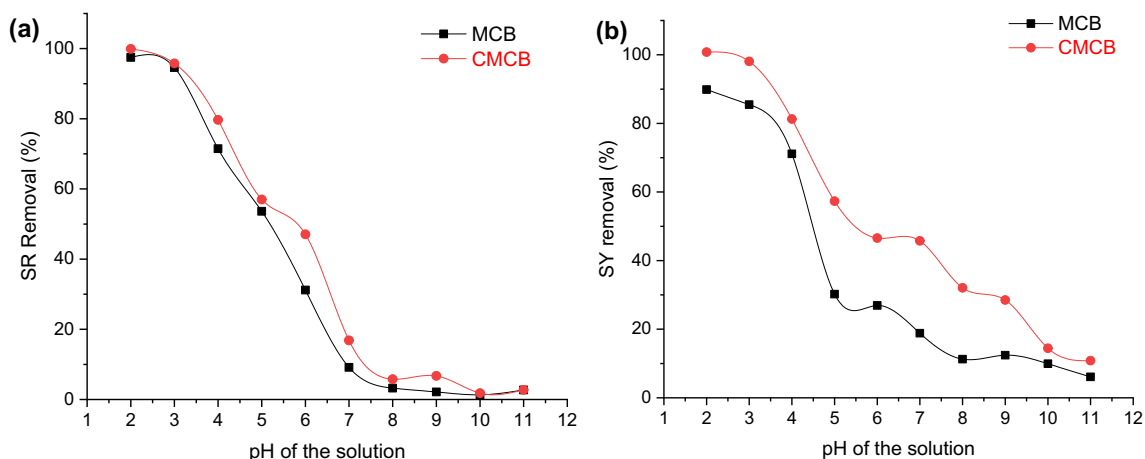 (a)
MCB
CMCB
SR Removal (%)
100
80
60
40
20
0
1 2 3 4 5 6 7 8 9 10 11 12
pH of the solution
(b)
MCB
CMCB
SY removal (%)
100
80
60
40
20
0
1 2 3 4 5 6 7 8 9 10 11 12
pH of the solution